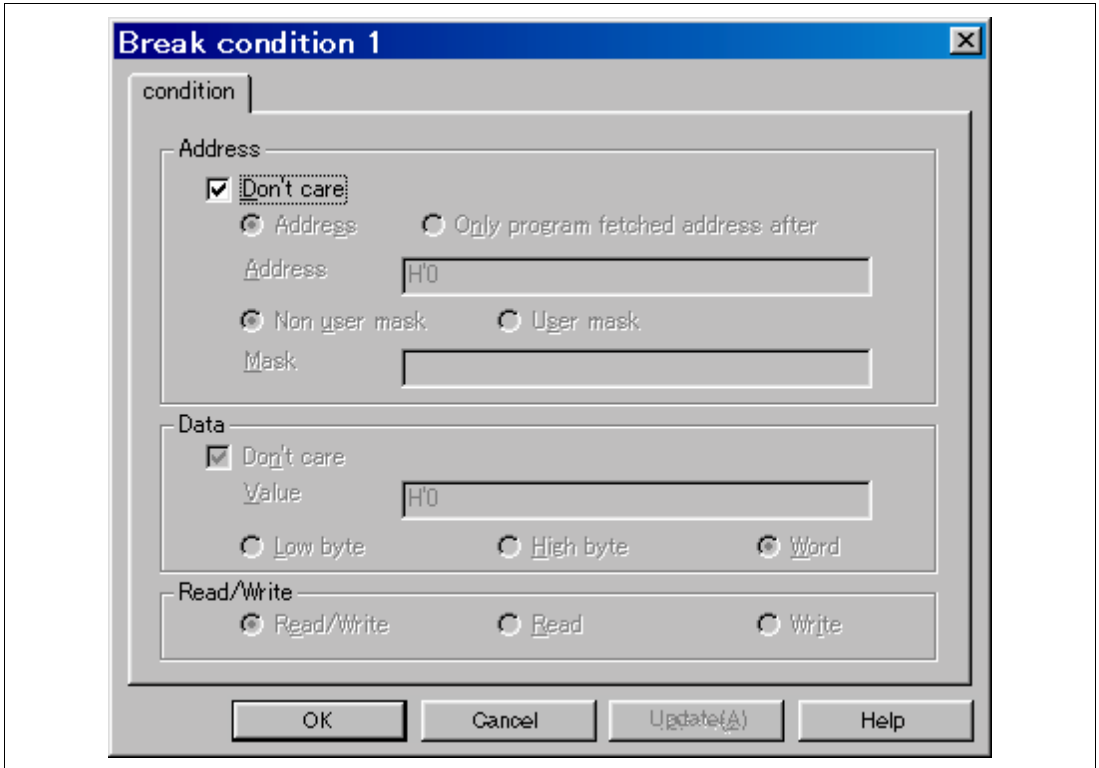 Break condition 1
condition
Address
Don't care
Address Only program fetched address after
Address H'0
Non user mask User mask
Mask
Data
Don't care
Value H'0
Low byte High byte Word
Read/Write
Read/Write Read Write
OK Cancel Update(A) Help